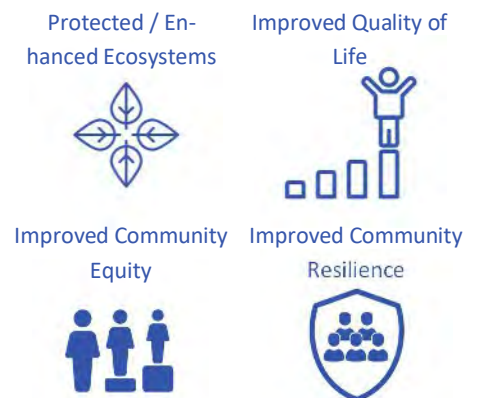 Protected / En-
hanced Ecosystems
Improved Quality of
Life
Improved Community
Equity
Improved Community
Resilience